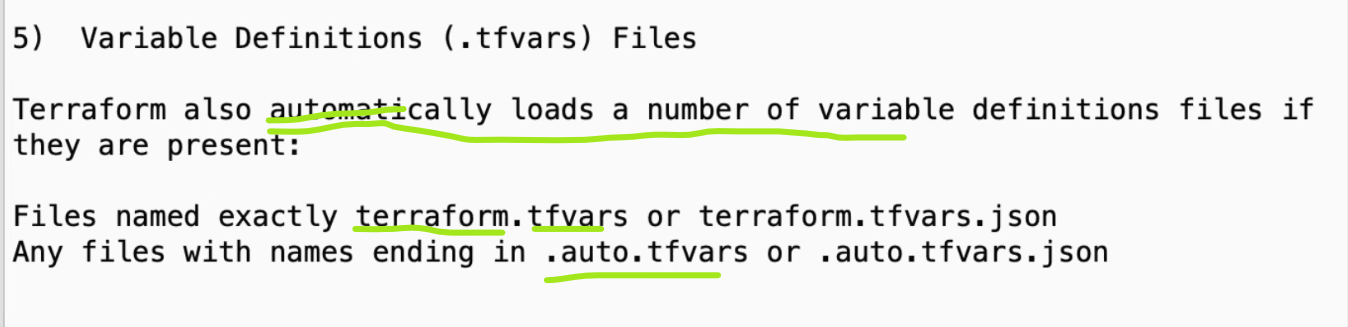 5)  Variable Definitions (.tfvars) Files
Terraform also automatically loads a number of variable definitions files if
they are present:
Files named exactly terraform.tfvars or terraform.tfvars.json
Any files with names ending in .auto.tfvars or .auto.tfvars.json